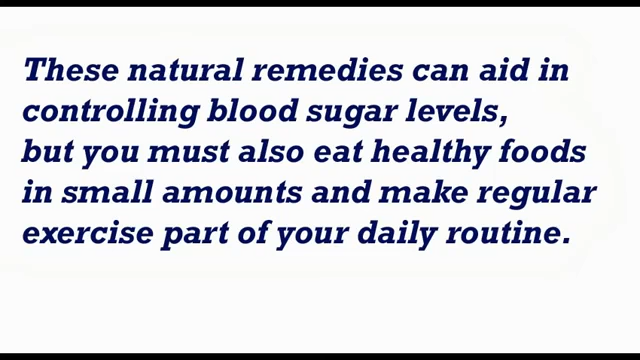 These natural remedies can aid in
controlling blood sugar levels,
but you must also eat healthy foods
in small amounts and make regular
exercise part of your daily routine.